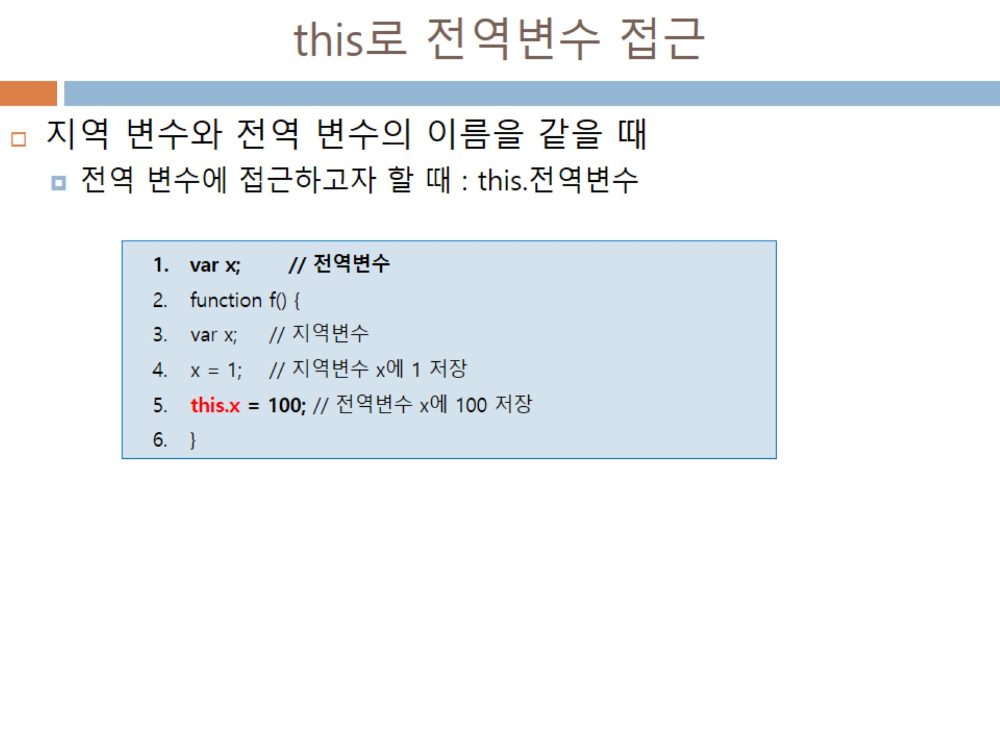 this로 전역변수 접근
지역 변수와 전역 변수의 이름을 같을 때
전역 변수에 접근하고자 할 때 : this.전역변수
1. var x; // 전역변수
2. function f() {
3. var x; // 지역변수
4. x = 1; // 지역변수 x에 1 저장
5. this.x = 100; // 전역변수 x에 100 저장
6. }